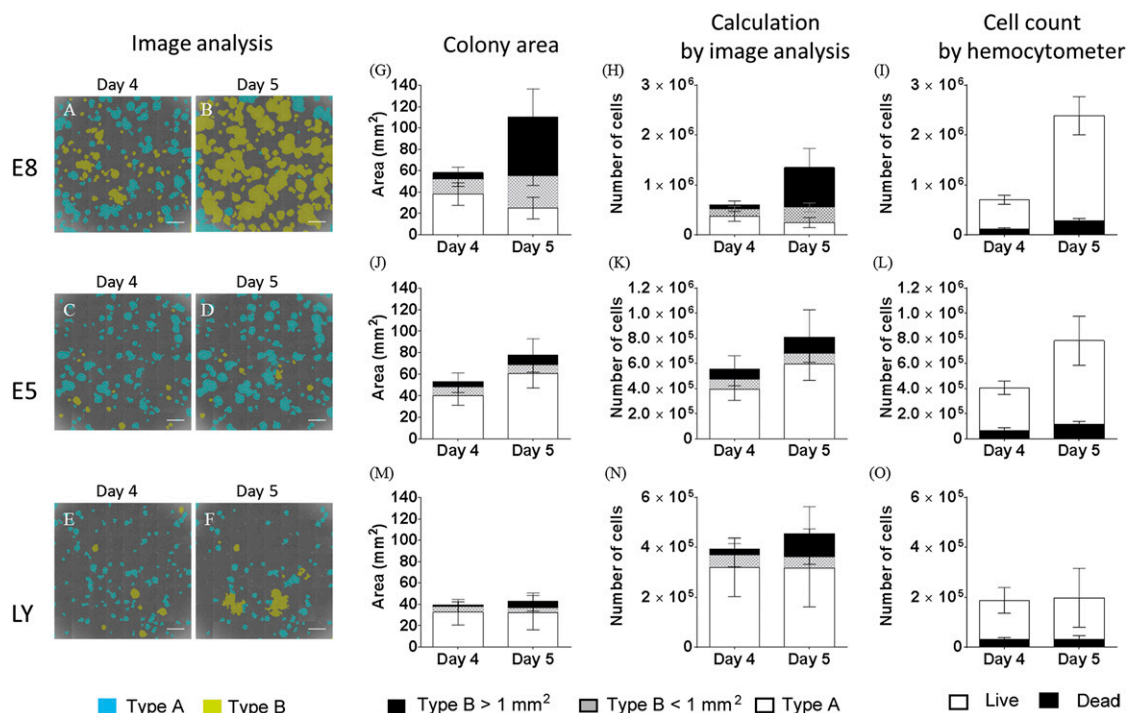 Image analysis
Colony area
Calculation
by image analysis
Cell count
by hemocytometer
Day 4
Day 5
E8
A
B
(G)
Area (mm²)
140
120
100
80
60
40
20
0
Day 4
Day 5
(H)
Number of cells
3 × 10⁶
2 × 10⁶
1 × 10⁶
0
Day 4
Day 5
(I)
Number of cells
3 × 10⁶
2 × 10⁶
1 × 10⁶
0
Day 4
Day 5
Day 4
Day 5
E5
C
D
(J)
Area (mm²)
140
120
100
80
60
40
20
0
Day 4
Day 5
(K)
Number of cells
1.2 × 10⁶
1.0 × 10⁶
8.0 × 10⁵
6.0 × 10⁵
4.0 × 10⁵
2.0 × 10⁵
0
Day 4
Day 5
(L)
Number of cells
1.2 × 10⁶
1.0 × 10⁶
8.0 × 10⁵
6.0 × 10⁵
4.0 × 10⁵
2.0 × 10⁵
0
Day 4
Day 5
Day 4
Day 5
LY
E
F
(M)
Area (mm²)
140
120
100
80
60
40
20
0
Day 4
Day 5
(N)
Number of cells
6 × 10⁵
4 × 10⁵
2 × 10⁵
0
Day 4
Day 5
(O)
Number of cells
6 × 10⁵
4 × 10⁵
2 × 10⁵
0
Day 4
Day 5
Type A
Type B
Type B > 1 mm²
Type B < 1 mm²
Type A
Live
Dead